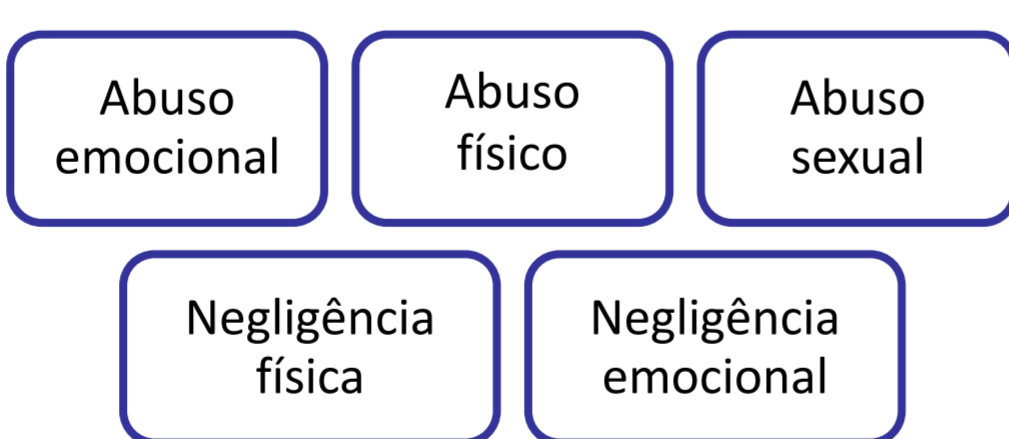 Abuso
emocional
Abuso
físico
Abuso
sexual
Negligência
física
Negligência
emocional